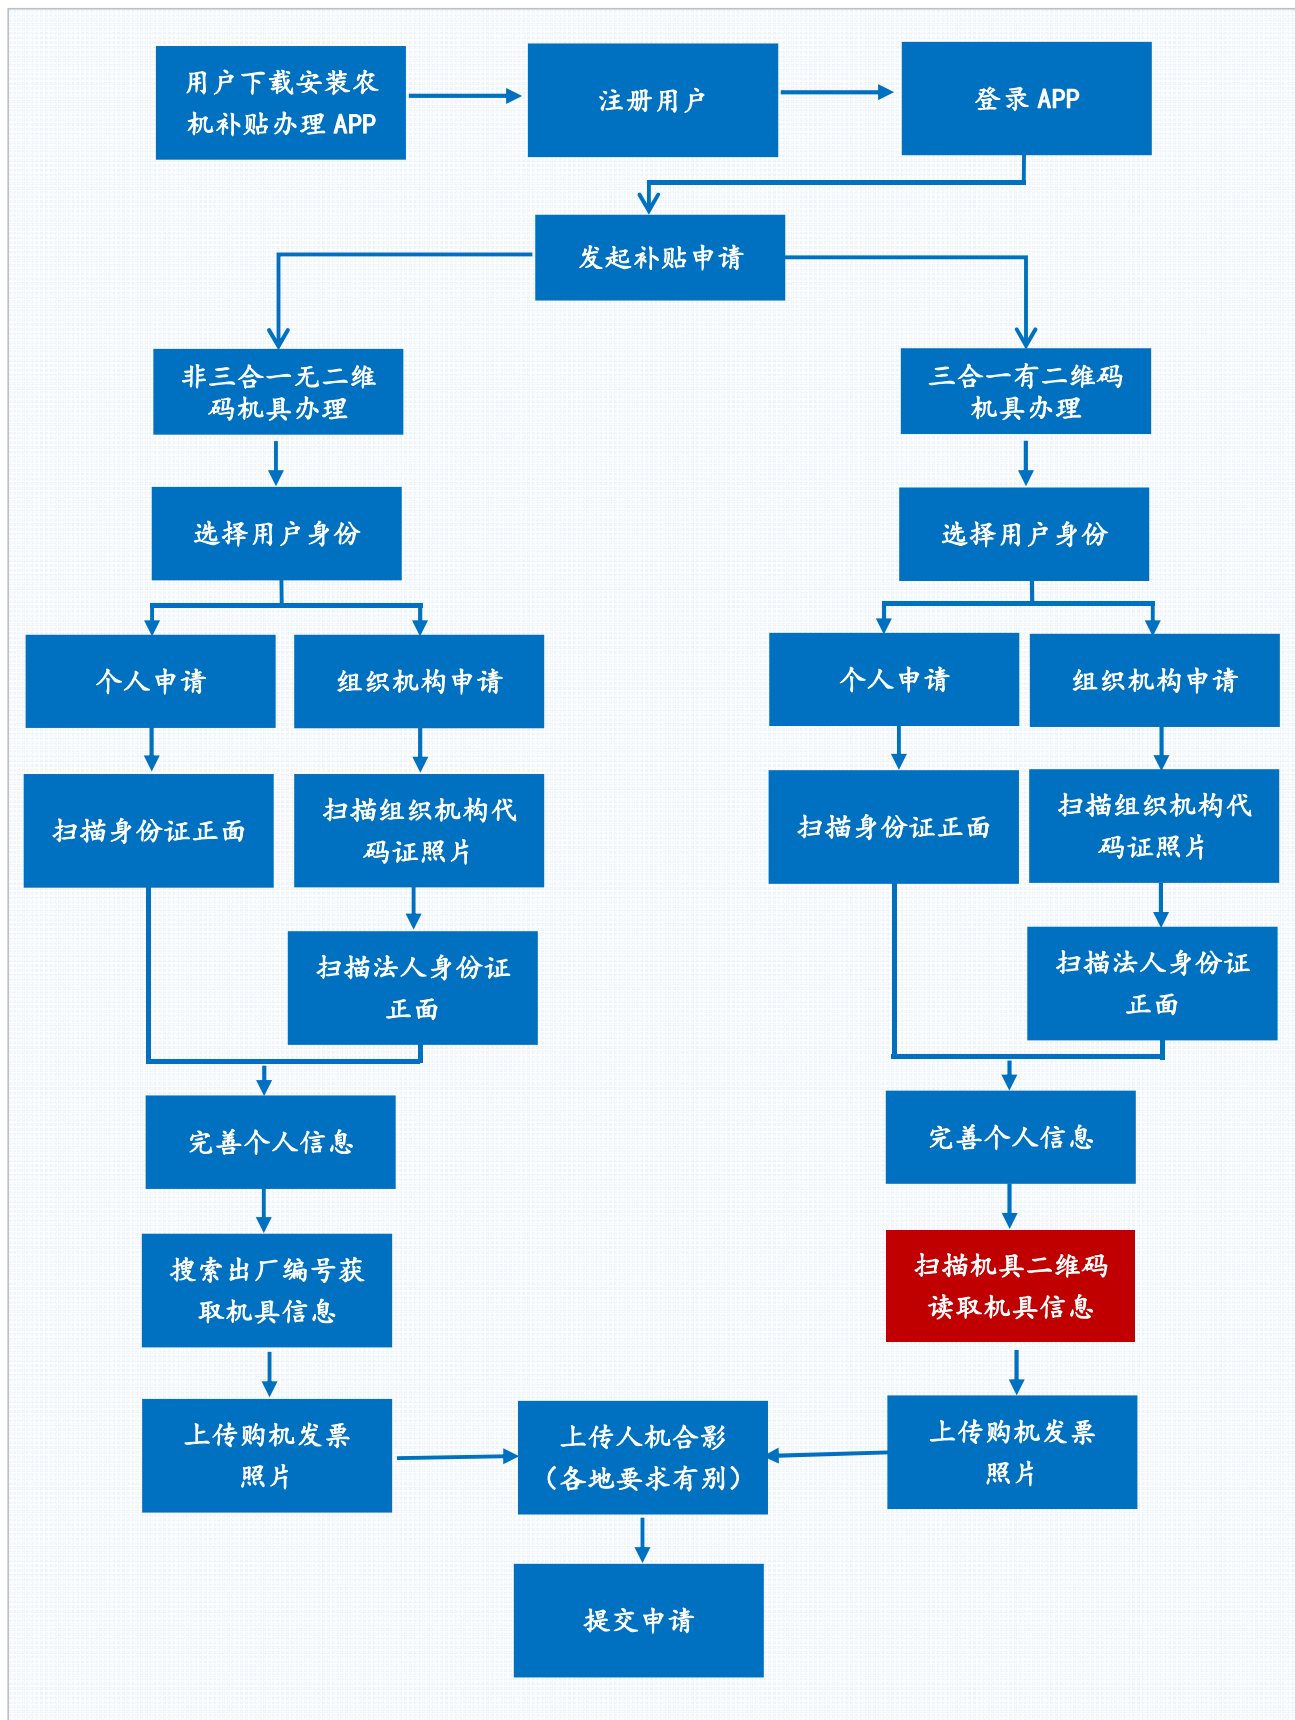 用户下载安装农
机补贴办理 APP
注册用户
登录 APP
发起补贴申请
非三合一无二维
码机具办理
三合一有二维码
机具办理
选择用户身份
选择用户身份
个人申请
组织机构申请
个人申请
组织机构申请
扫描身份证正面
扫描组织机构代
码证照片
扫描身份证正面
扫描组织机构代
码证照片
扫描法人身份证
正面
扫描法人身份证
正面
完善个人信息
完善个人信息
搜索出厂编号获
取机具信息
扫描机具二维码
读取机具信息
上传购机发票
照片
上传人机合影
（各地要求有别）
上传购机发票
照片
提交申请